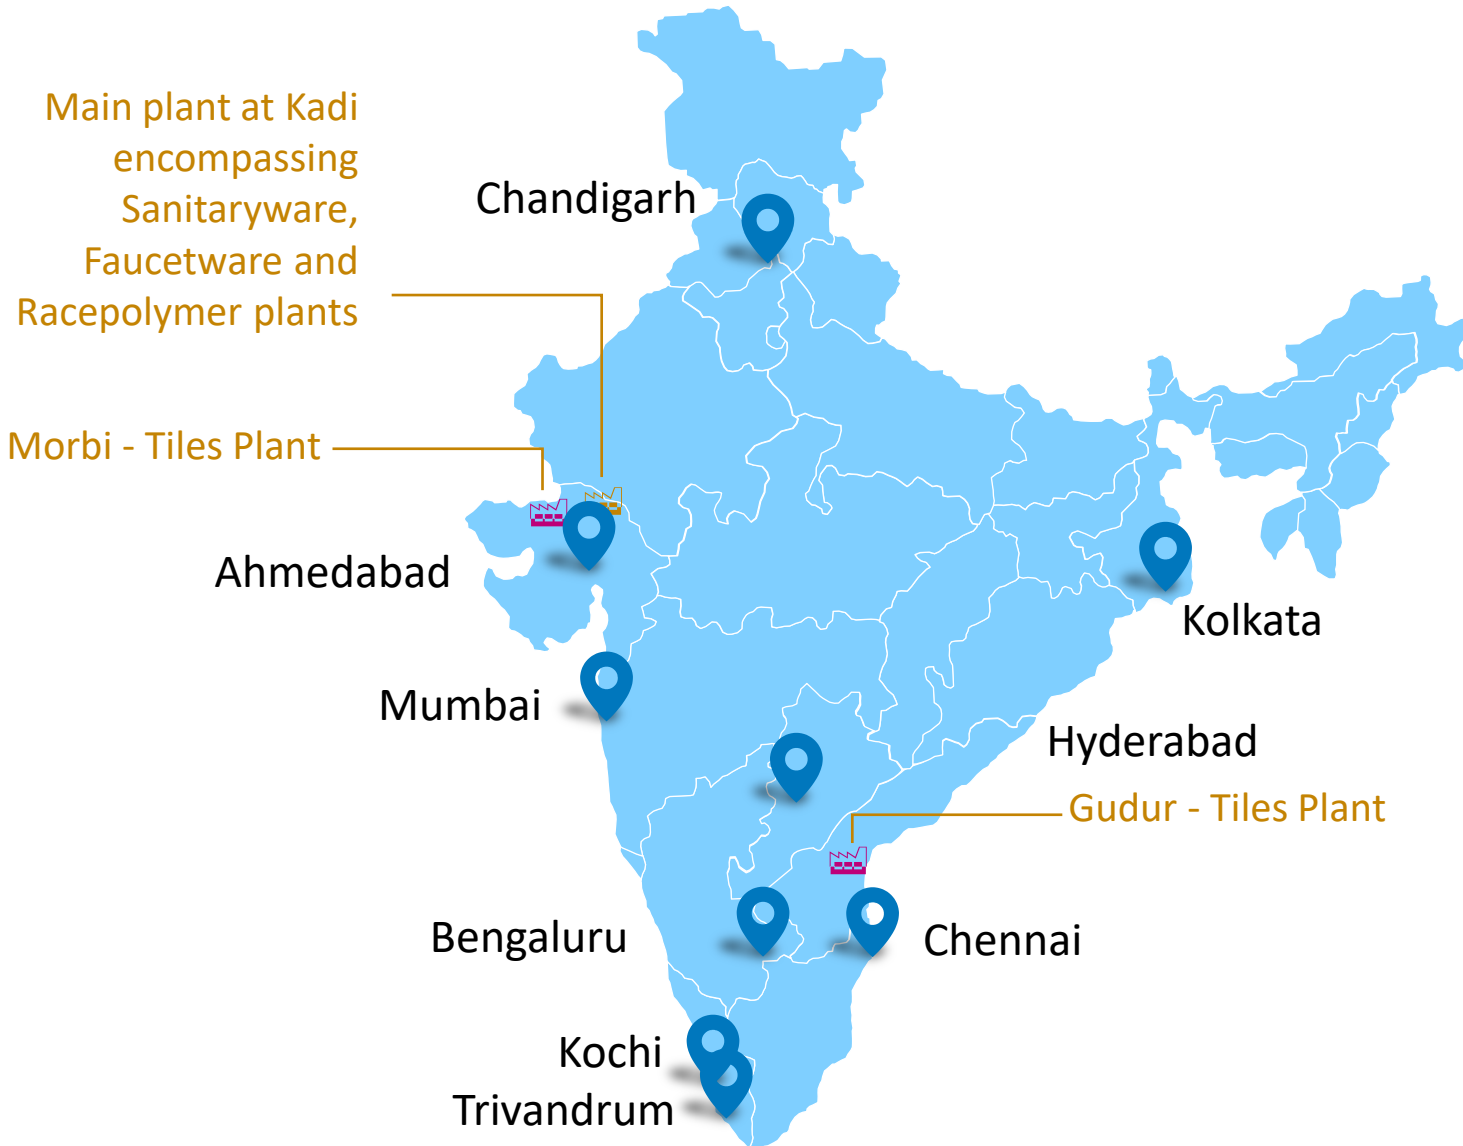 Main plant at Kadi
encompassing
Sanitaryware,
Faucetware and
Racepolymer plants
Chandigarh
Morbi - Tiles Plant
Ahmedabad
Kolkata
Mumbai
Hyderabad
Gudur - Tiles Plant
Bengaluru
Chennai
Kochi
Trivandrum